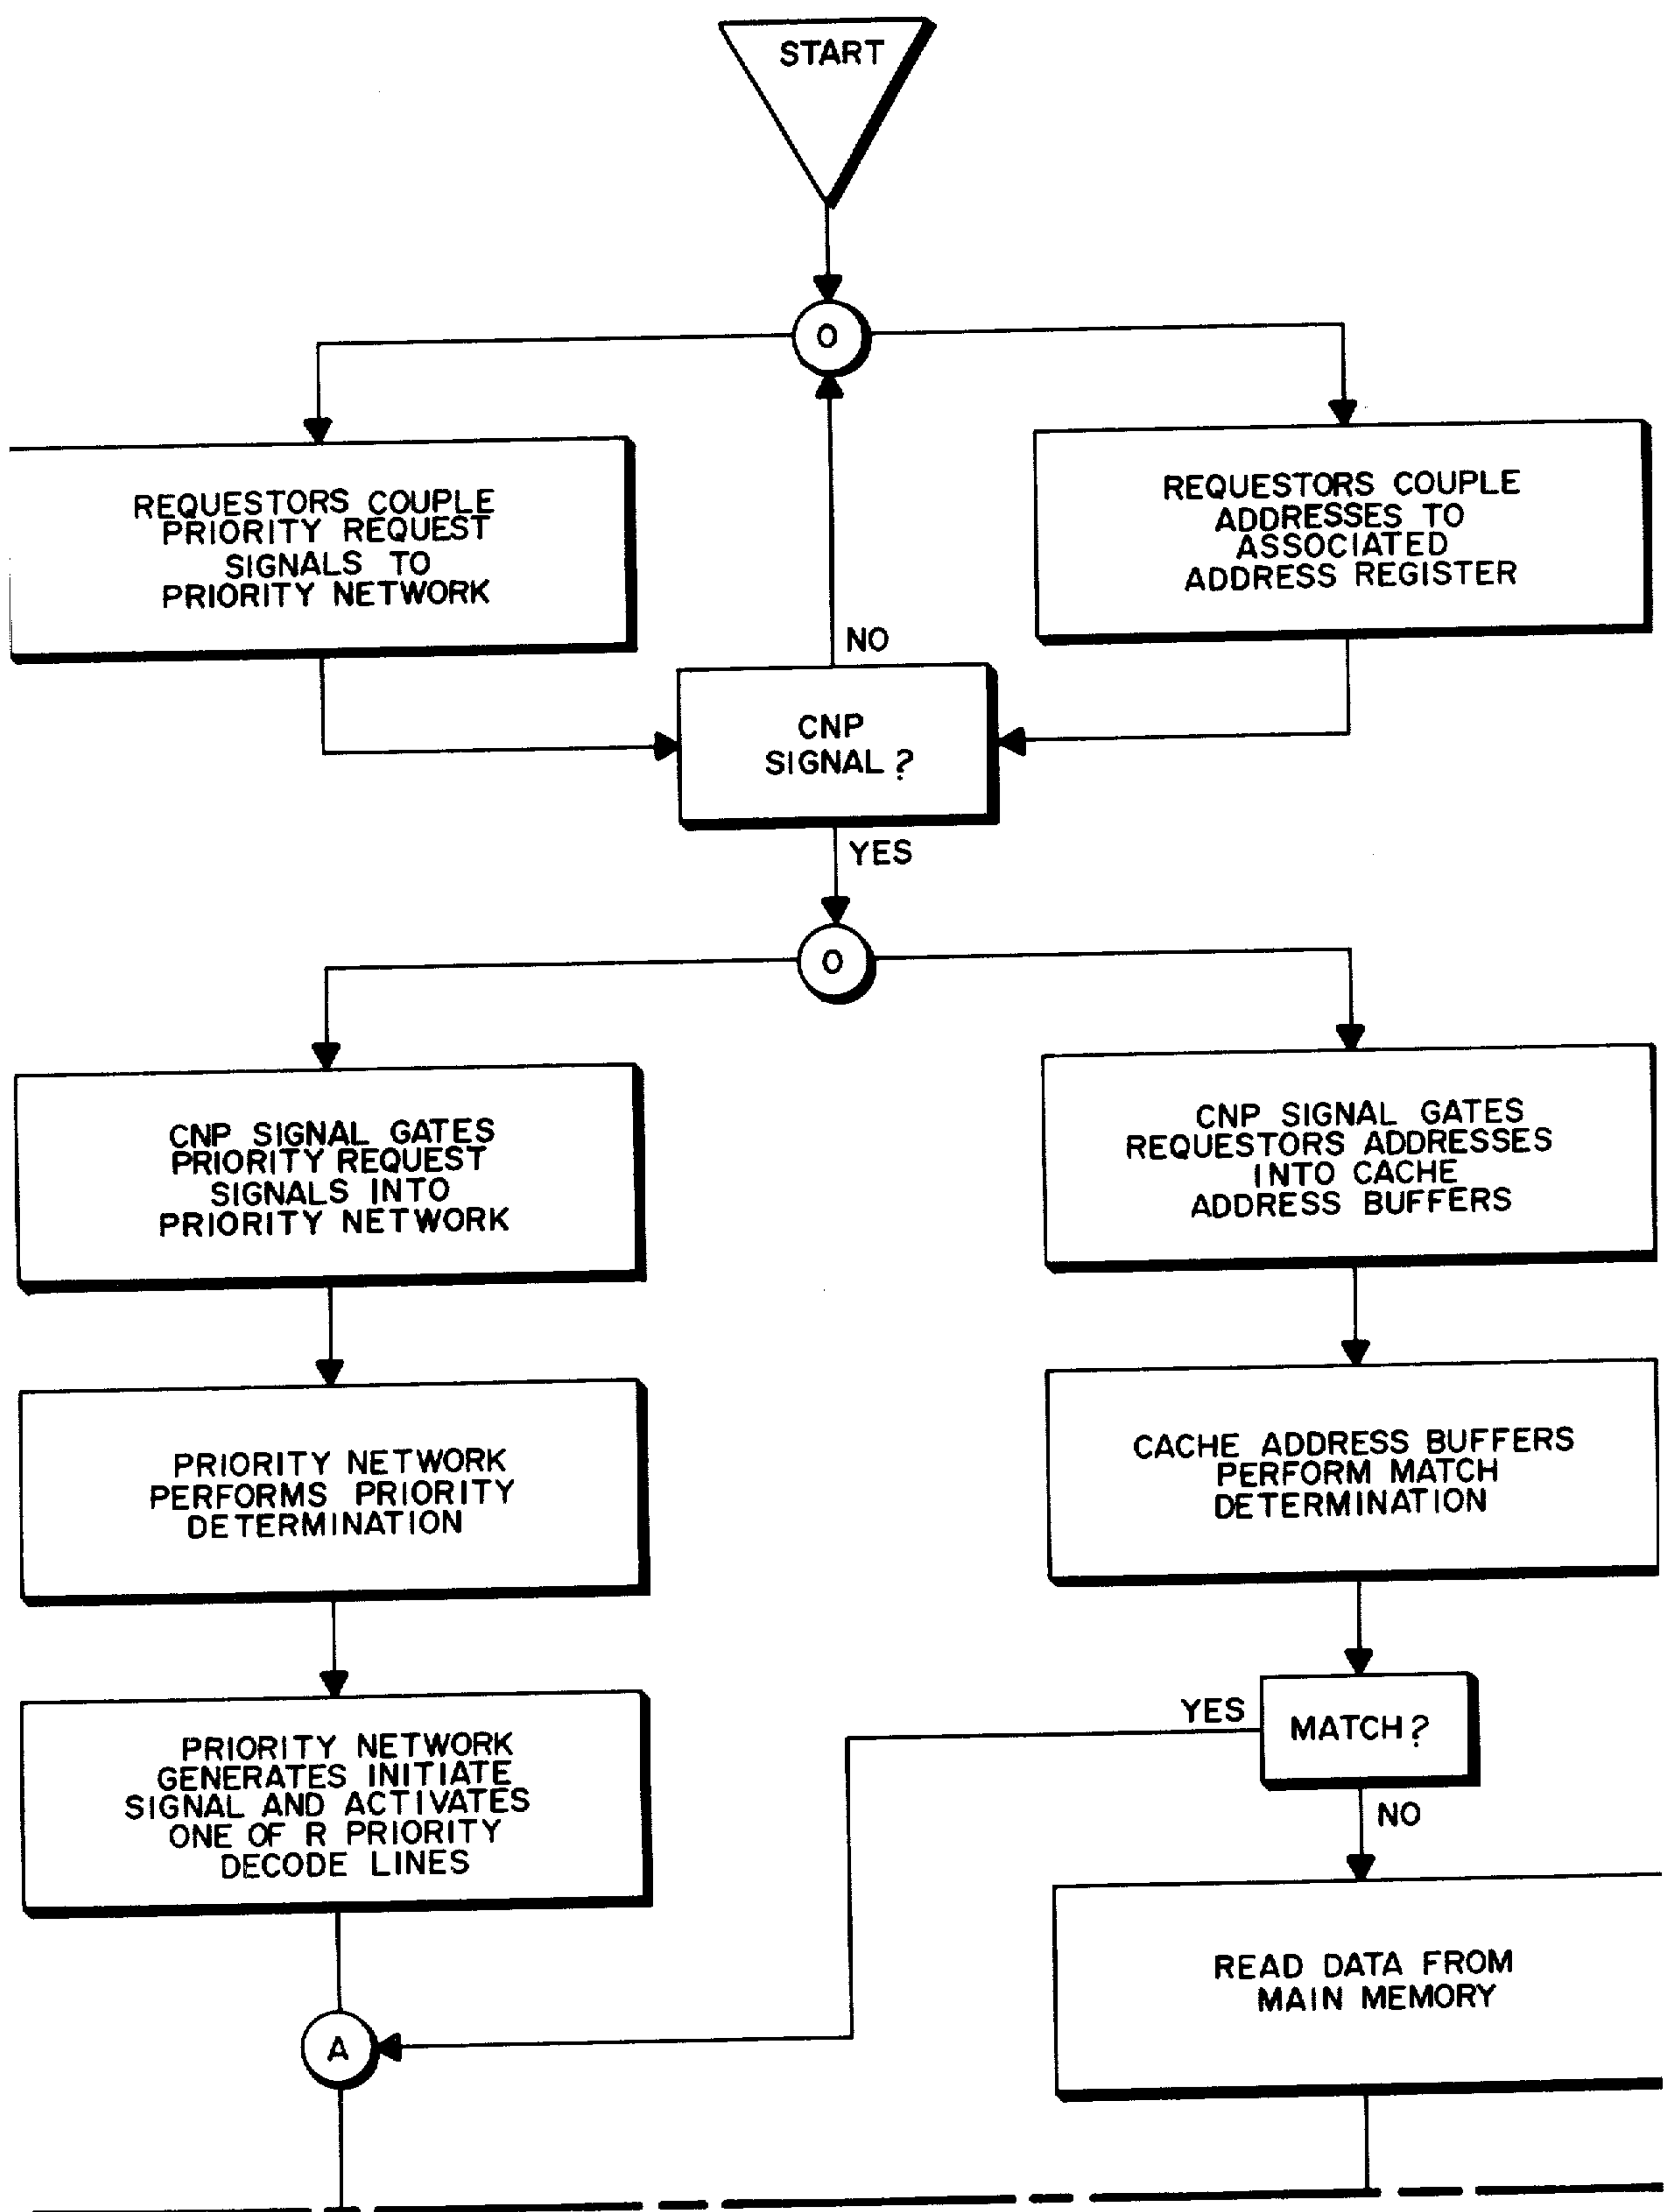 START
O
REQUESTORS COUPLE
PRIORITY REQUEST
SIGNALS TO
PRIORITY NETWORK
REQUESTORS COUPLE
ADDRESSES TO
ASSOCIATED
ADDRESS REGISTER
NO
CNP
SIGNAL?
YES
O
CNP SIGNAL GATES
PRIORITY REQUEST
SIGNALS INTO
PRIORITY NETWORK
CNP SIGNAL GATES
REQUESTORS ADDRESSES
INTO CACHE
ADDRESS BUFFERS
PRIORITY NETWORK
PERFORMS PRIORITY
DETERMINATION
CACHE ADDRESS BUFFERS
PERFORM MATCH
DETERMINATION
PRIORITY NETWORK
GENERATES INITIATE
SIGNAL AND ACTIVATES
ONE OF R PRIORITY
DECODE LINES
YES
MATCH?
NO
READ DATA FROM
MAIN MEMORY
A